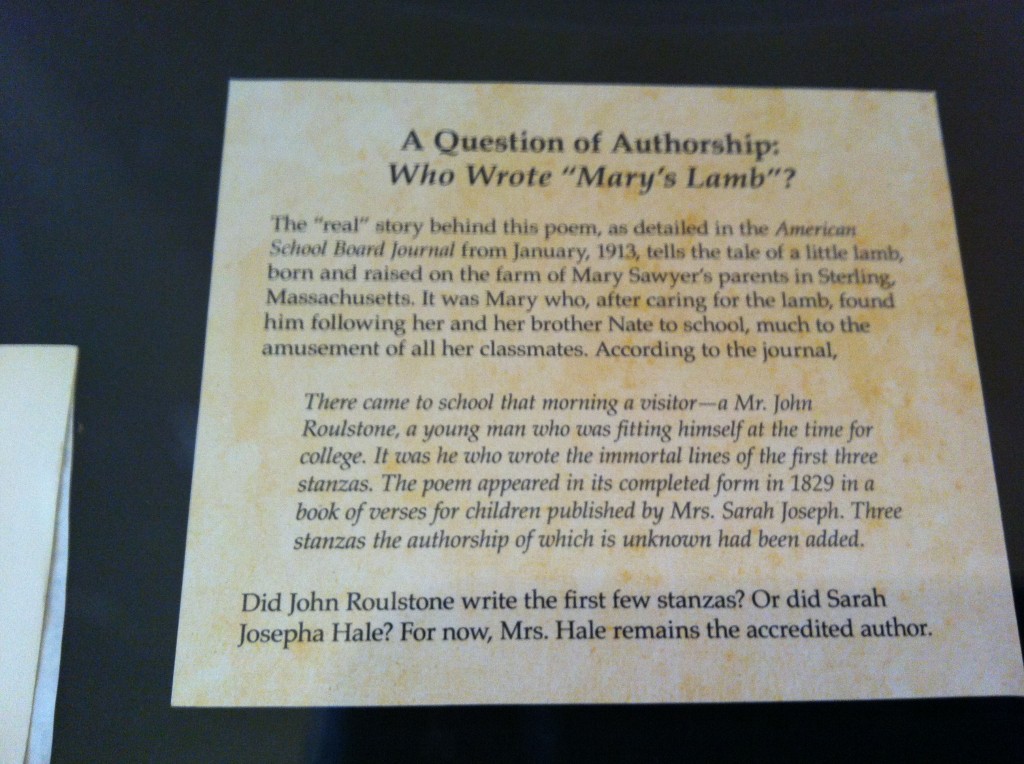 A Question of Authorship:
Who Wrote "Mary's Lamb"?
The "real" story behind this poem, as detailed in the American
School Board Journal from January, 1913, tells the tale of a little lamb,
born and raised on the farm of Mary Sawyer's parents in Sterling,
Massachusetts. It was Mary who, after caring for the lamb, found
him following her and her brother Nate to school, much to the
amusement of all her classmates. According to the journal,
There came to school that morning a visitor—a Mr. John
Roulstone, a young man who was fitting himself at the time for
college. It was he who wrote the immortal lines of the first three
stanzas. The poem appeared in its completed form in 1829 in a
book of verses for children published by Mrs. Sarah Joseph. Three
stanzas the authorship of which is unknown had been added.
Did John Roulstone write the first few stanzas? Or did Sarah
Josepha Hale? For now, Mrs. Hale remains the accredited author.